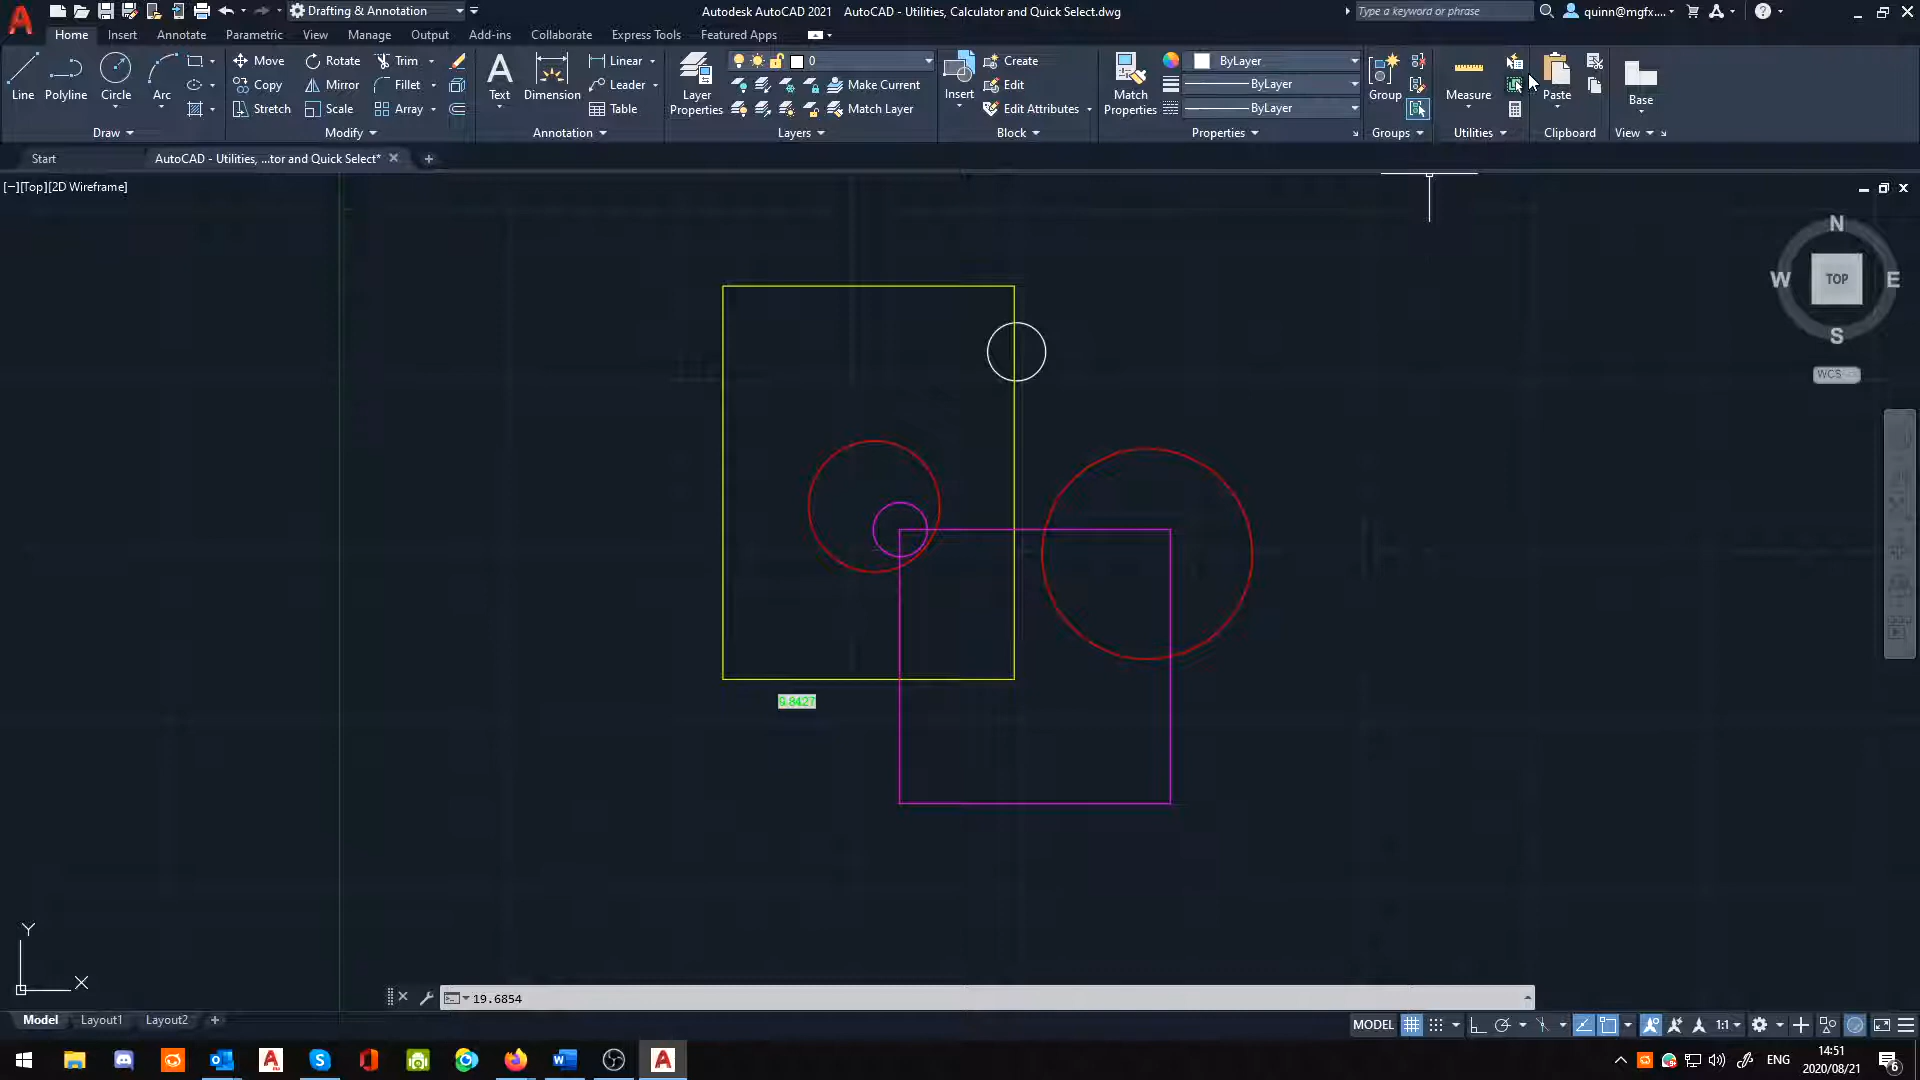 Drafting & Annotation
Autodesk AutoCAD 2021 AutoCAD - Utilities, Calculator and Quick Select.dwg
Type a keyword or phrase
quinn@mgfx....
Home Insert Annotate Parametric View Manage Output Add-ins Collaborate Express Tools Featured Apps
Line Polyline Circle Arc
Draw
Move Rotate Trim
Copy Mirror Fillet
Stretch Scale Array
Modify
Text Dimension
Linear
Leader
Table
Annotation
Layer Properties
0
Make Current
Match Layer
Layers
Insert
Create
Edit
Edit Attributes
Block
Match Properties
ByLayer
ByLayer
ByLayer
Properties
Group
Groups
Measure
Utilities
Paste
Clipboard
Base
View
Start
AutoCAD - Utilities, ...tor and Quick Select*
[−][Top][2D Wireframe]
N
W TOP E
S
WCS
9.8427
Y
X
19.6854
Model Layout1 Layout2
MODEL
1:1
ENG
14:51
2020/08/21
6